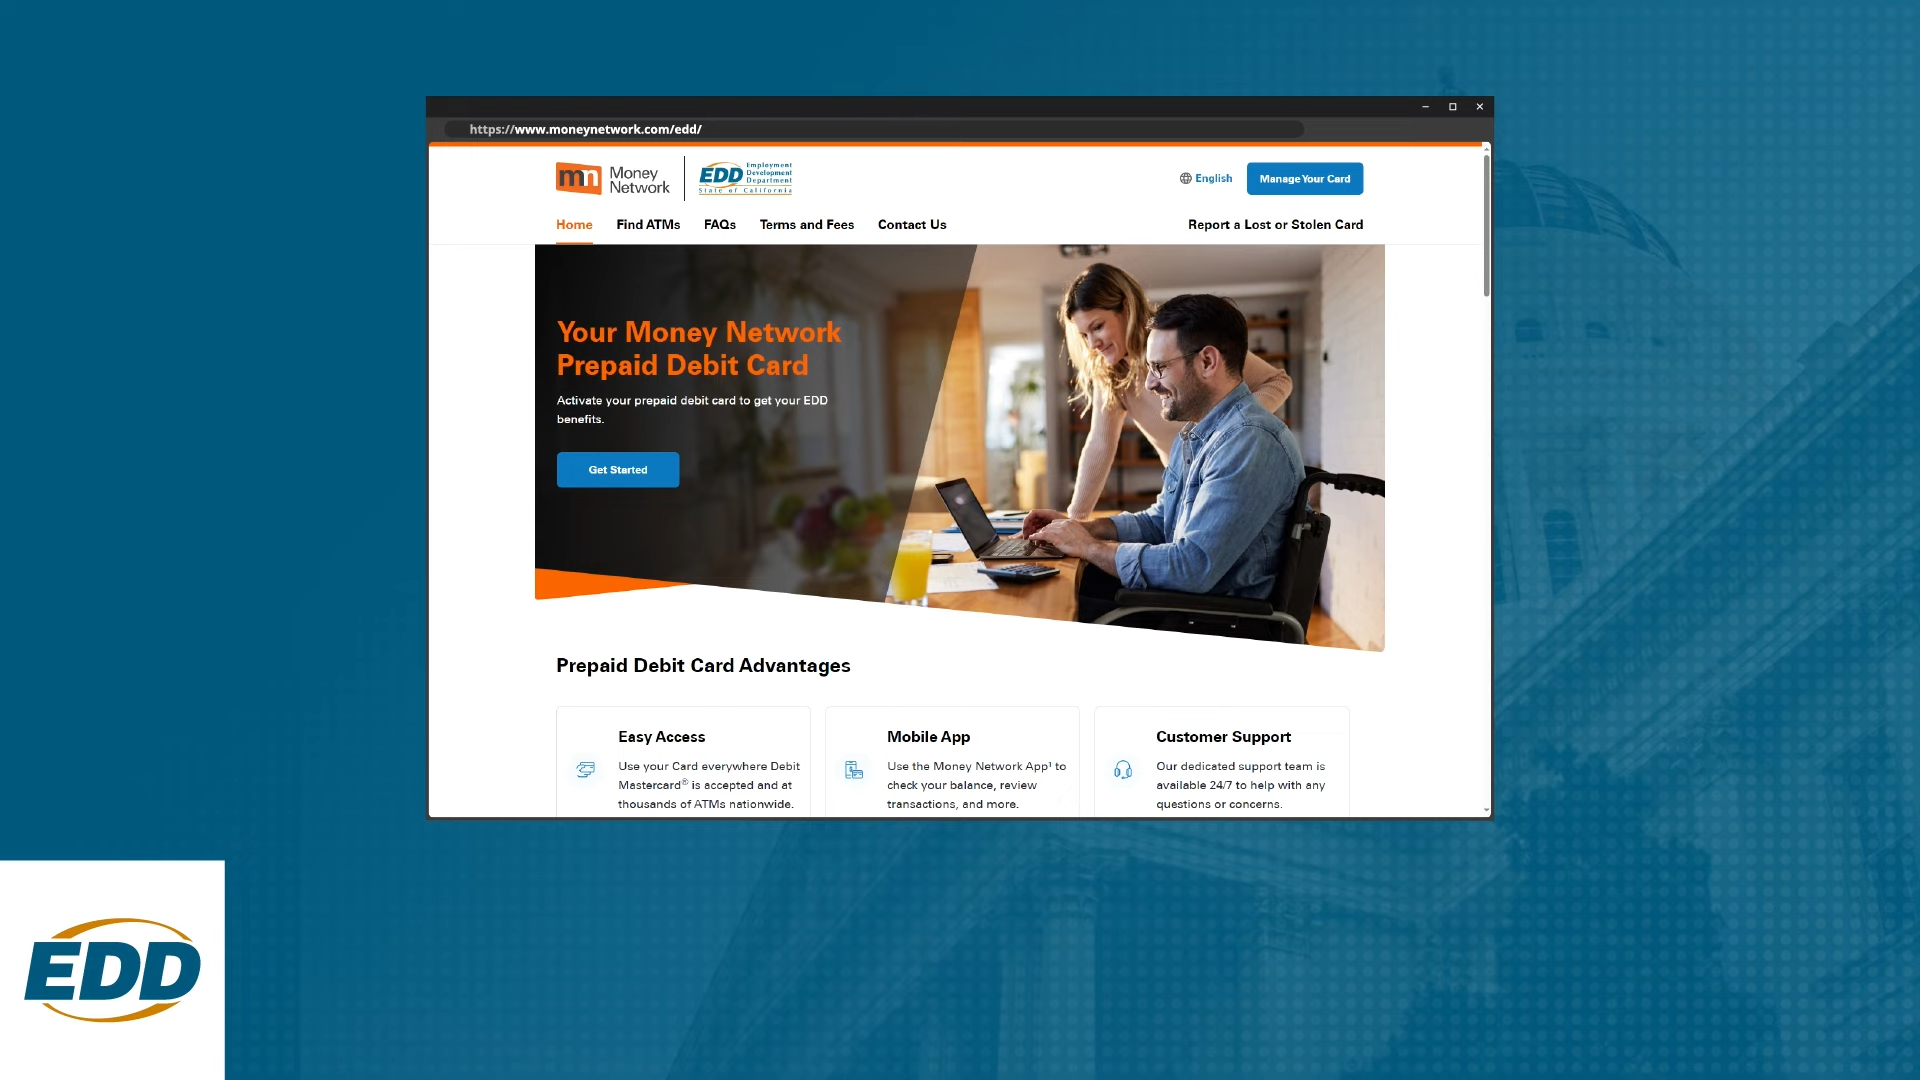 https://www.moneynetwork.com/edd/
mn Money Network
EDD Employment Development Department
State of California
English
Manage Your Card
Home Find ATMs FAQs Terms and Fees Contact Us Report a Lost or Stolen Card
Your Money Network
Prepaid Debit Card
Activate your prepaid debit card to get your EDD
benefits.
Get Started
Prepaid Debit Card Advantages
Easy Access
Use your Card everywhere Debit
Mastercard® is accepted and at
thousands of ATMs nationwide.
Mobile App
Use the Money Network App¹ to
check your balance, review
transactions, and more.
Customer Support
Our dedicated support team is
available 24/7 to help with any
questions or concerns.
EDD